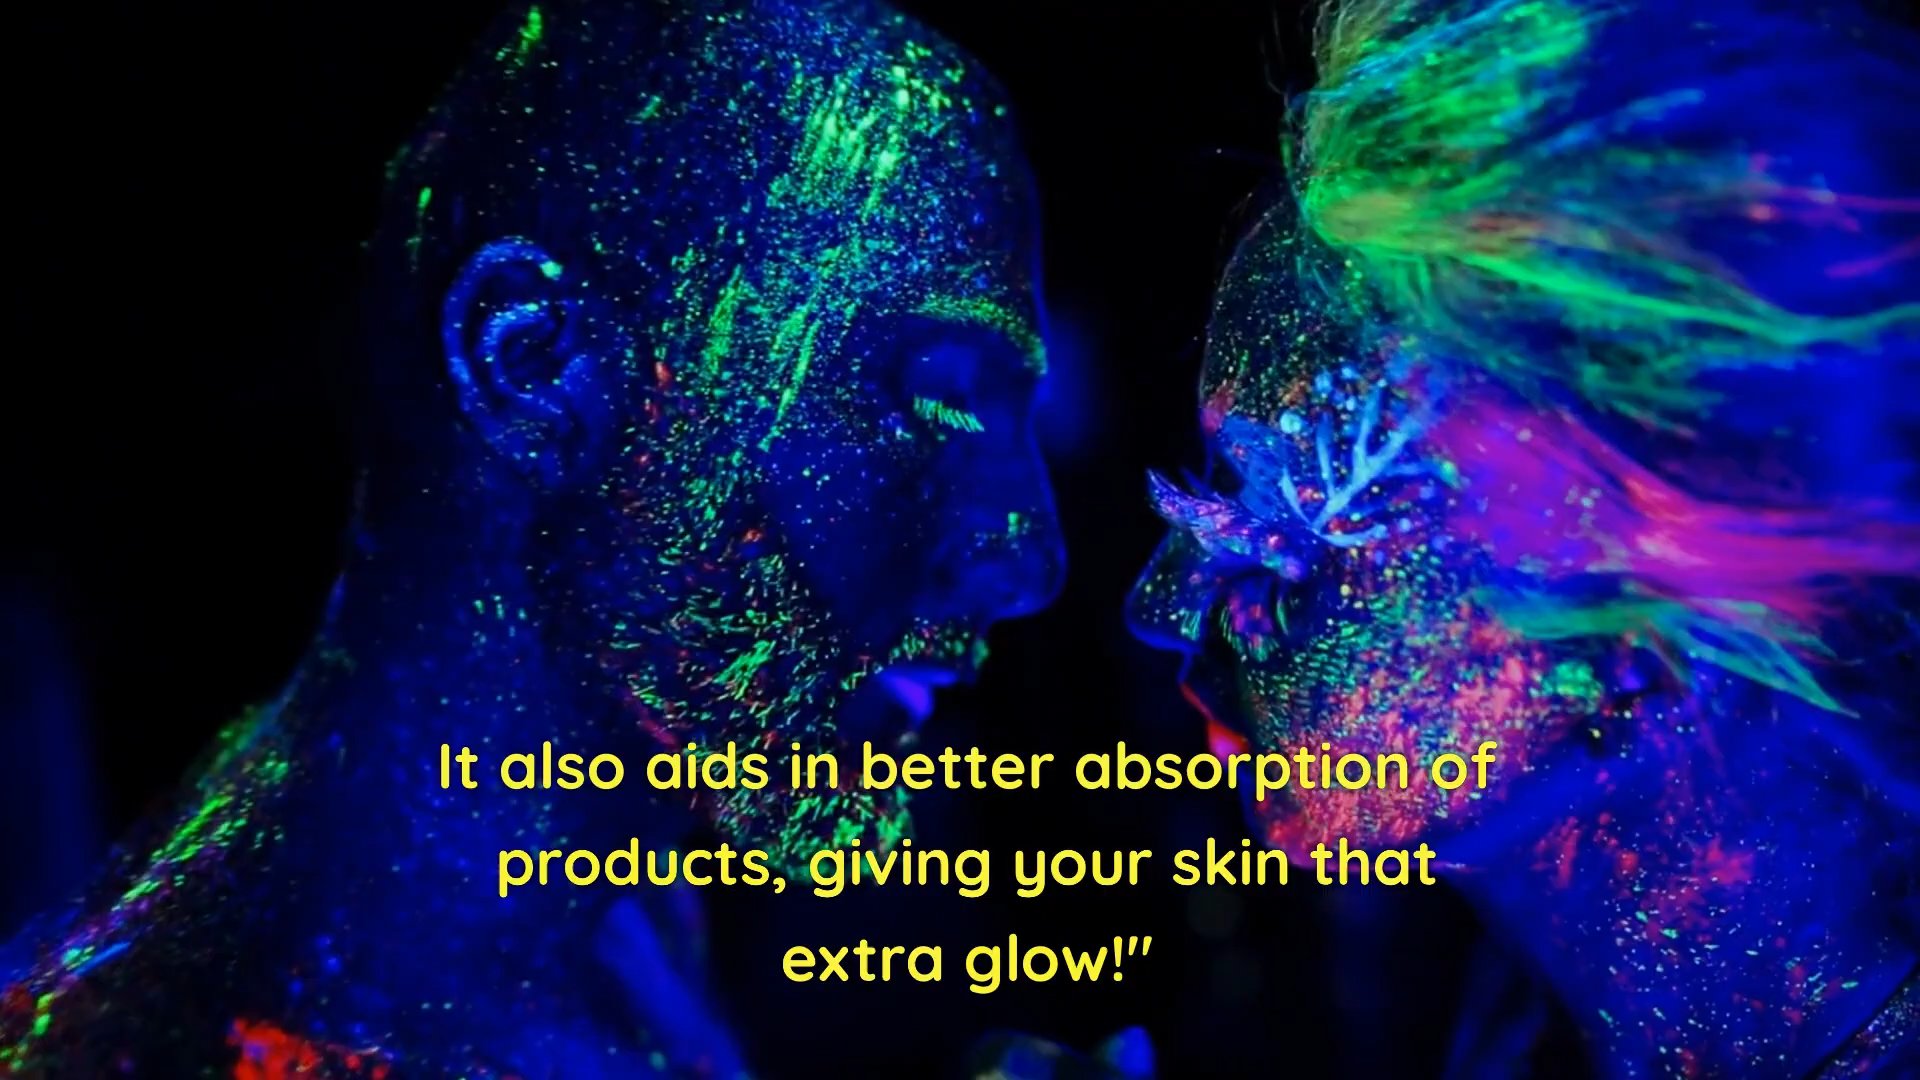 It also aids in better absorption of
products, giving your skin that
extra glow!"